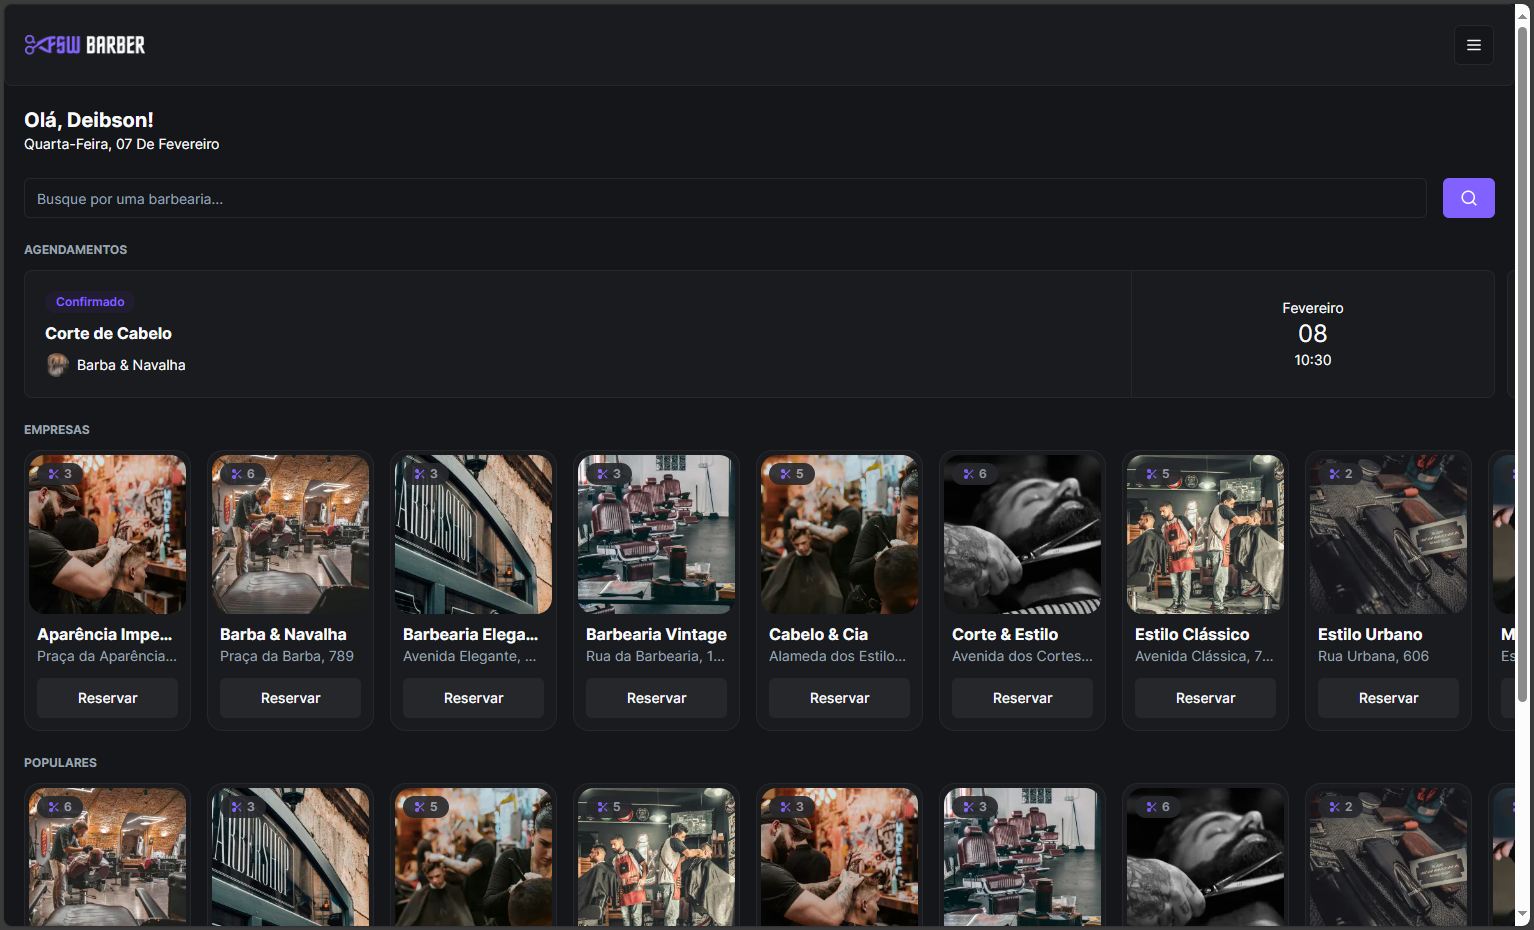 FSW BARBER
Olá, Deibson!
Quarta-Feira, 07 De Fevereiro
Busque por uma barbearia...
AGENDAMENTOS
Confirmado
Corte de Cabelo
Barba & Navalha
Fevereiro
08
10:30
EMPRESAS
3
6
3
3
5
6
5
2
Aparência Impe...
Barba & Navalha
Barbearia Elega...
Barbearia Vintage
Cabelo & Cia
Corte & Estilo
Estilo Clássico
Estilo Urbano
M
Praça da Aparência...
Praça da Barba, 789
Avenida Elegante, ...
Rua da Barbearia, 1...
Alameda dos Estilo...
Avenida dos Cortes...
Avenida Clássica, 7...
Rua Urbana, 606
Es
Reservar
Reservar
Reservar
Reservar
Reservar
Reservar
Reservar
Reservar
POPULARES
6
3
5
5
3
3
6
2